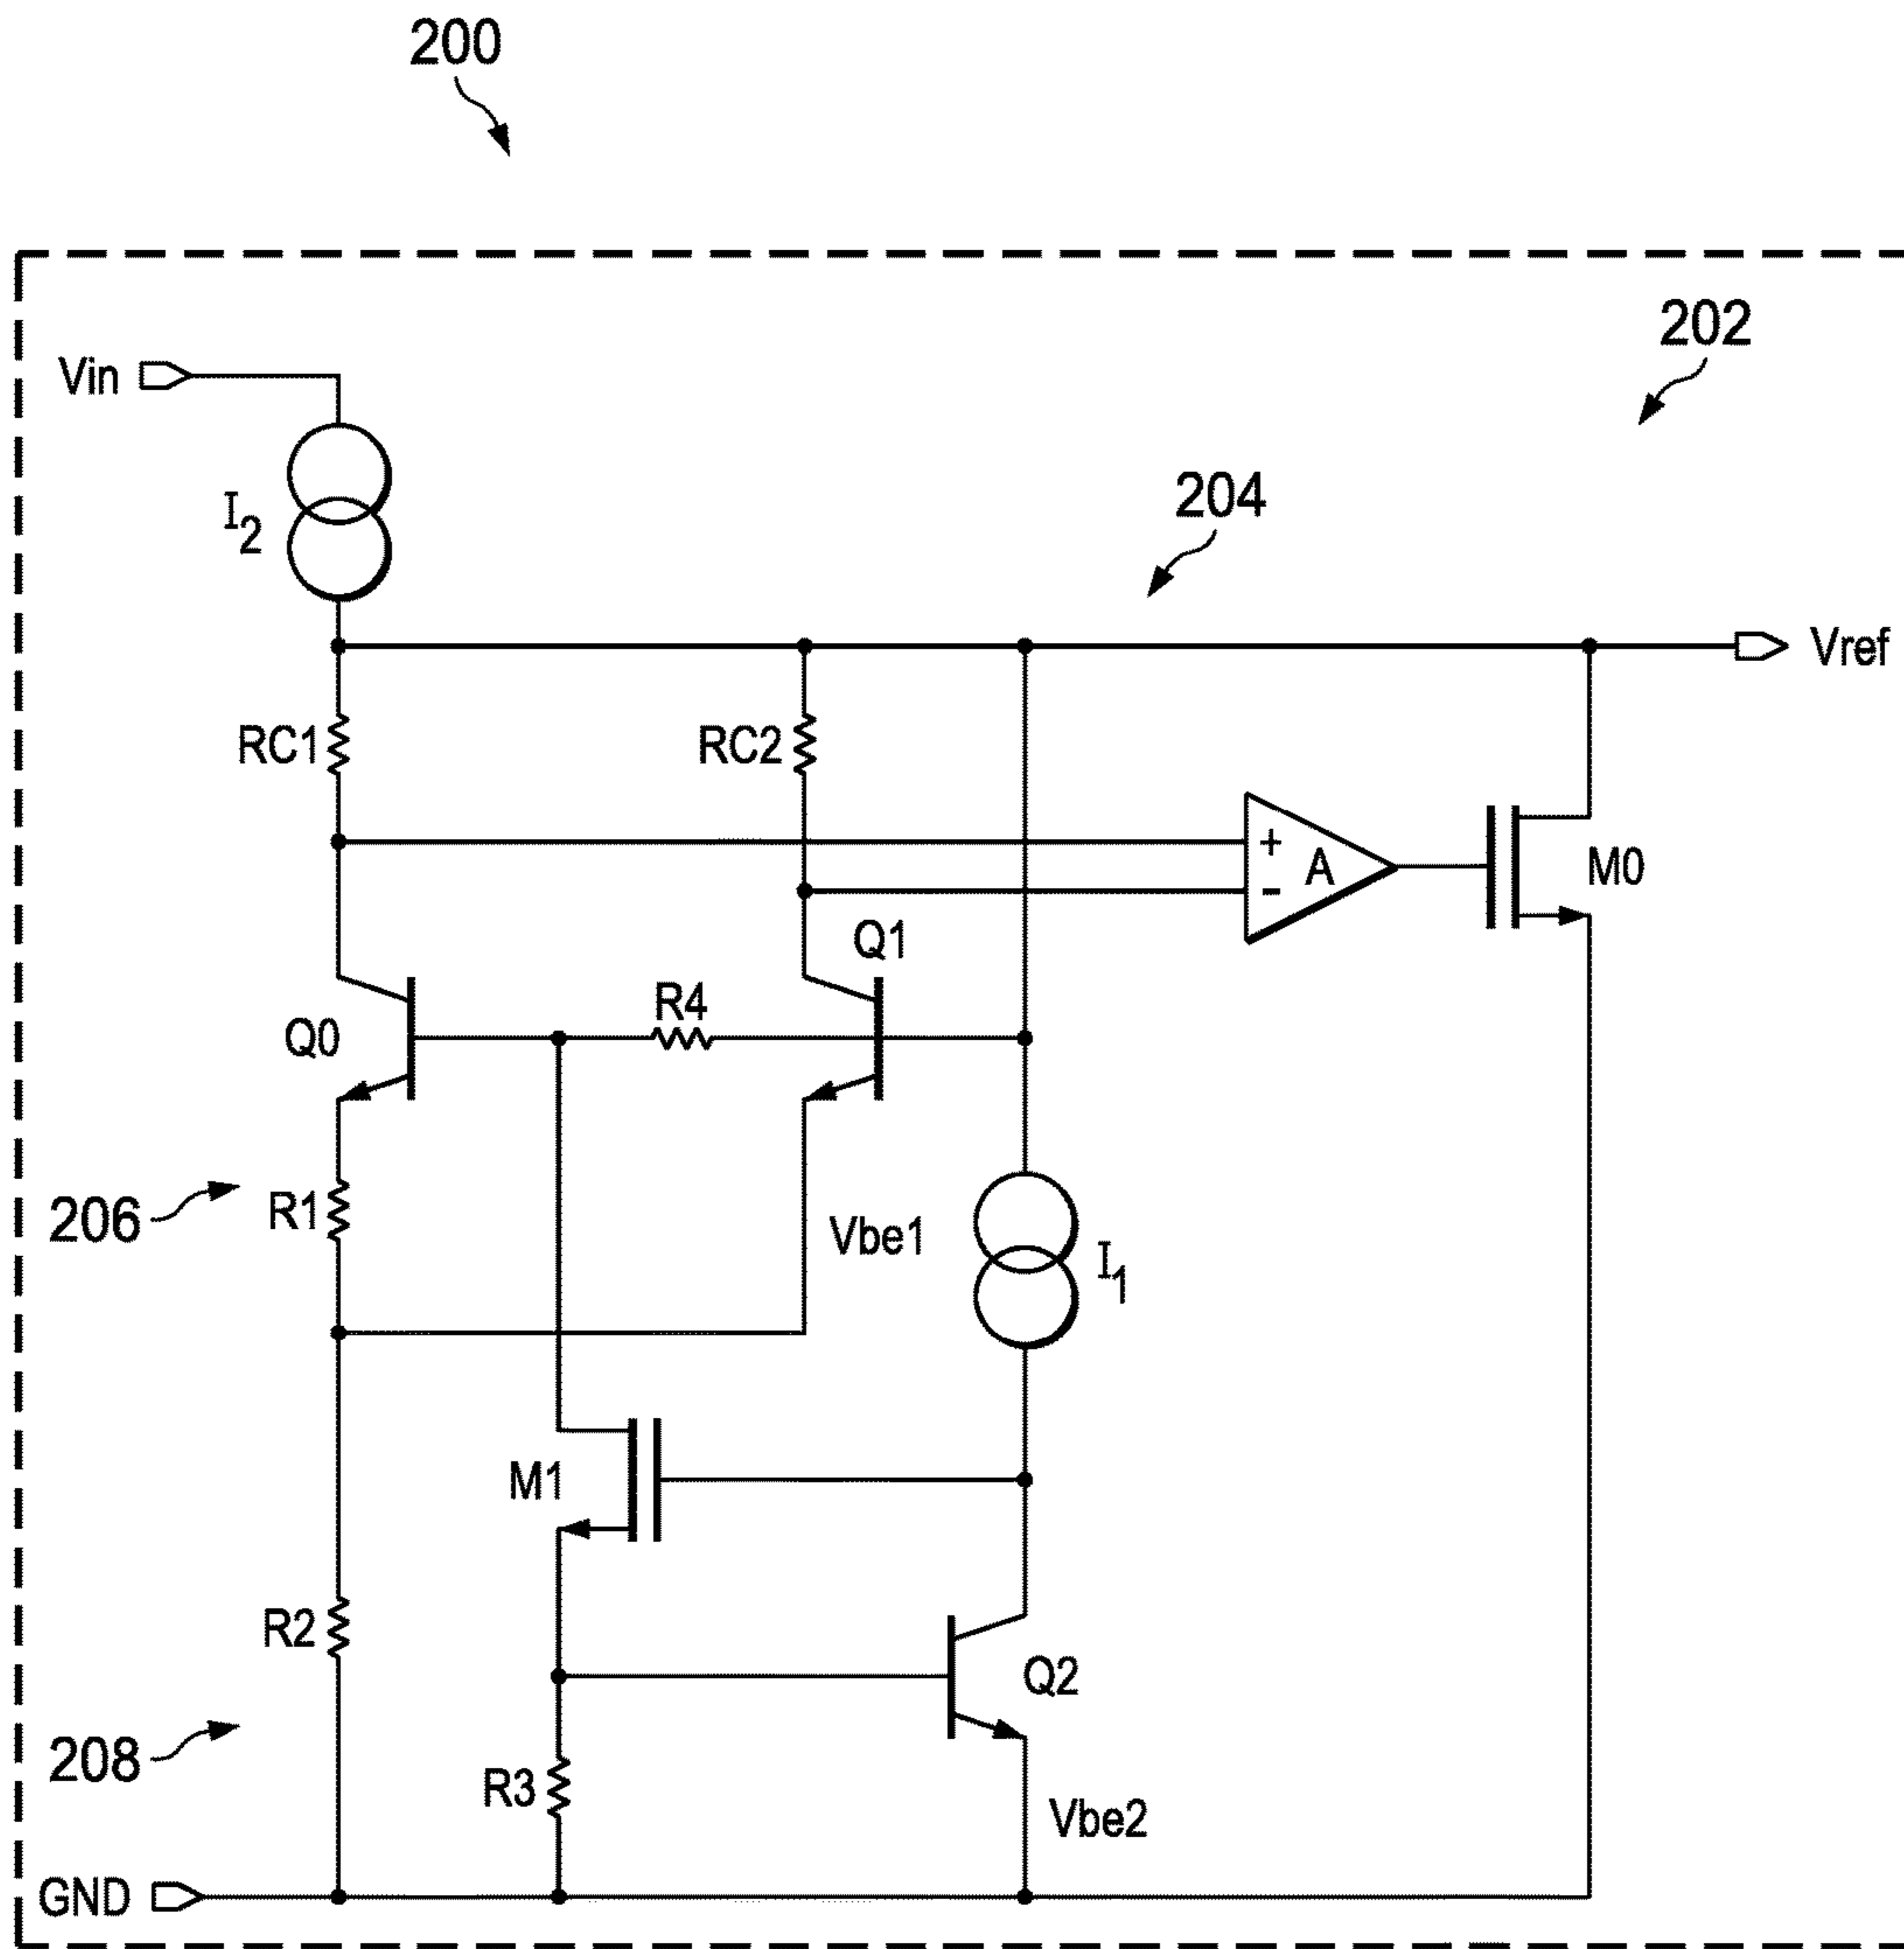 200
202
Vin
204
I2
Vref
RC1
RC2
+
A
-
M0
Q1
R4
Q0
206
R1
Vbe1
I1
M1
R2
Q2
208
R3
Vbe2
GND